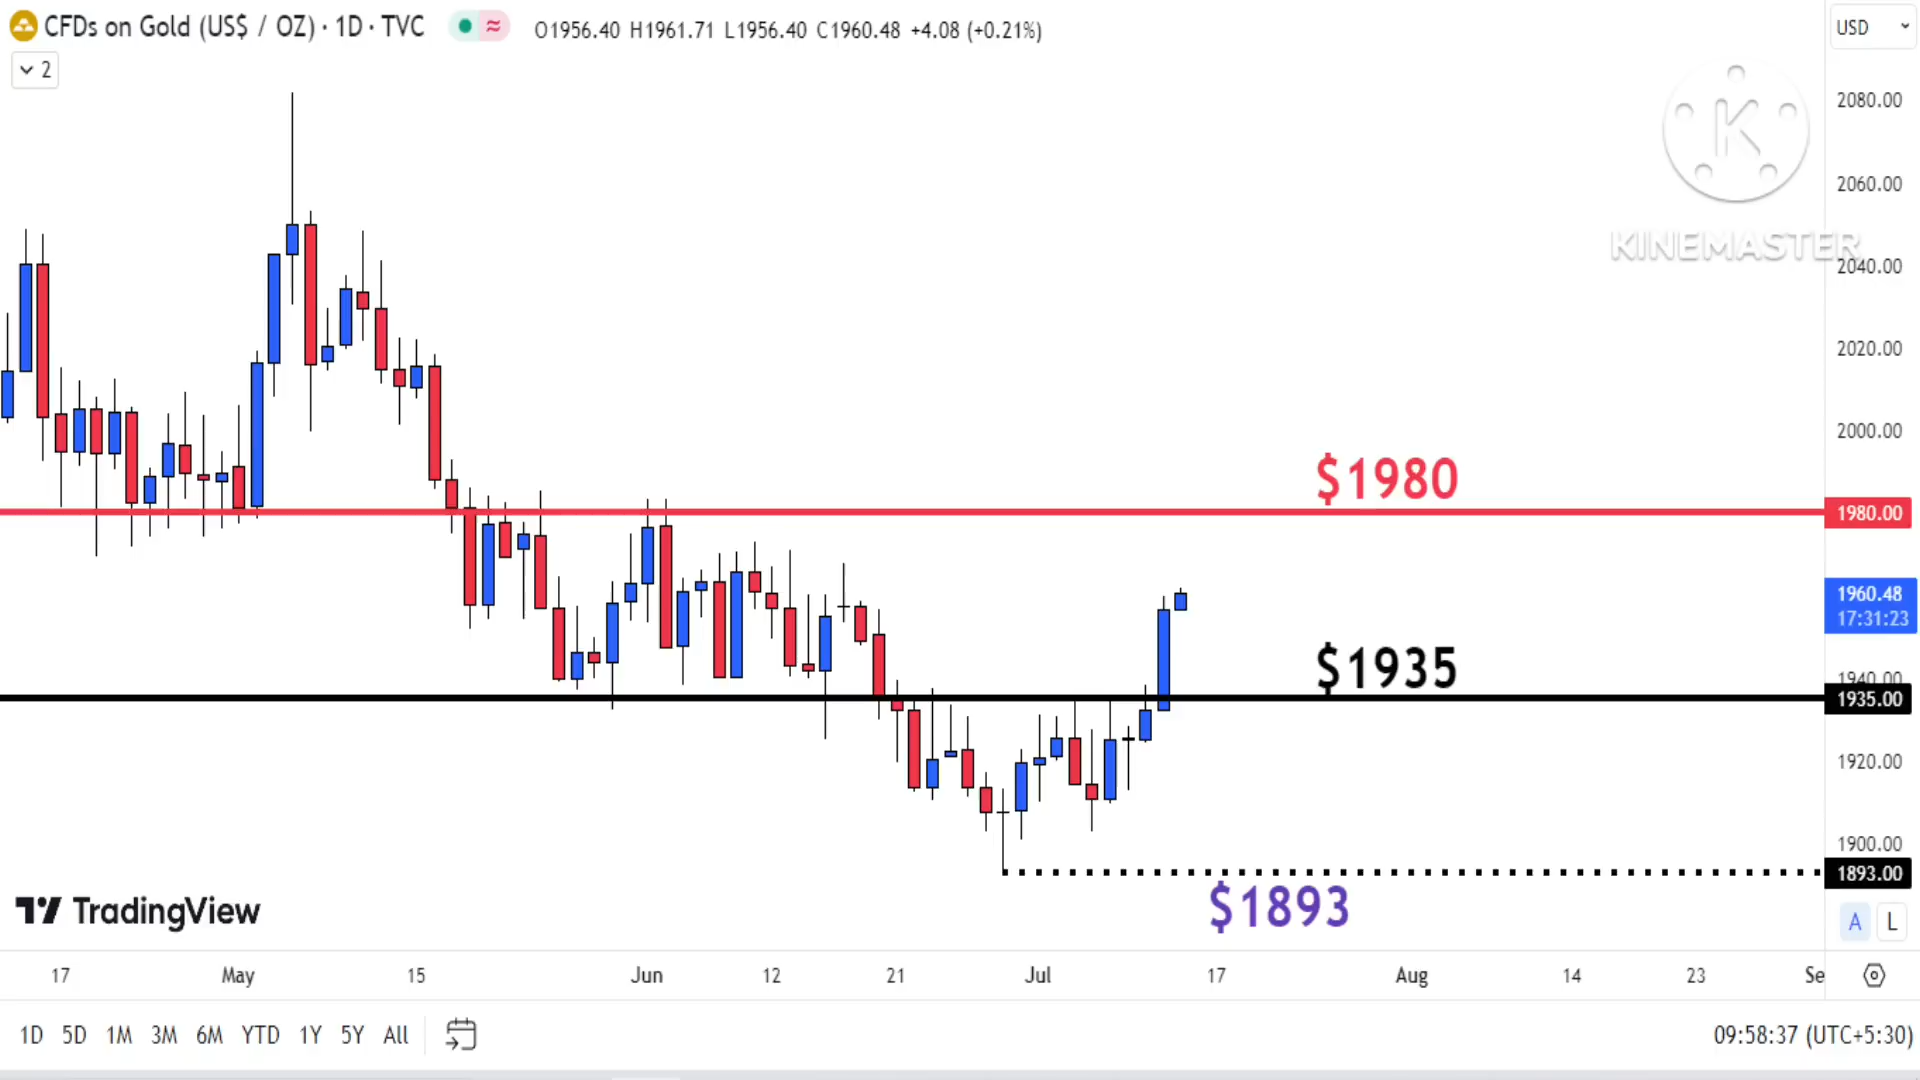 CFDs on Gold (US$ / OZ) · 1D · TVC O1956.40 H1961.71 L1956.40 C1960.48 +4.08 (+0.21%) USD
2
2080.00
K
2060.00
KINEMASTER
2040.00
2020.00
2000.00
$1980
1980.00
1960.48
17:31:23
$1935
1940.00
1935.00
1920.00
1900.00
1893.00
$1893
TradingView
A L
17 May 15 Jun 12 21 Jul 17 Aug 14 23 Se
1D 5D 1M 3M 6M YTD 1Y 5Y All 09:58:37 (UTC+5:30)